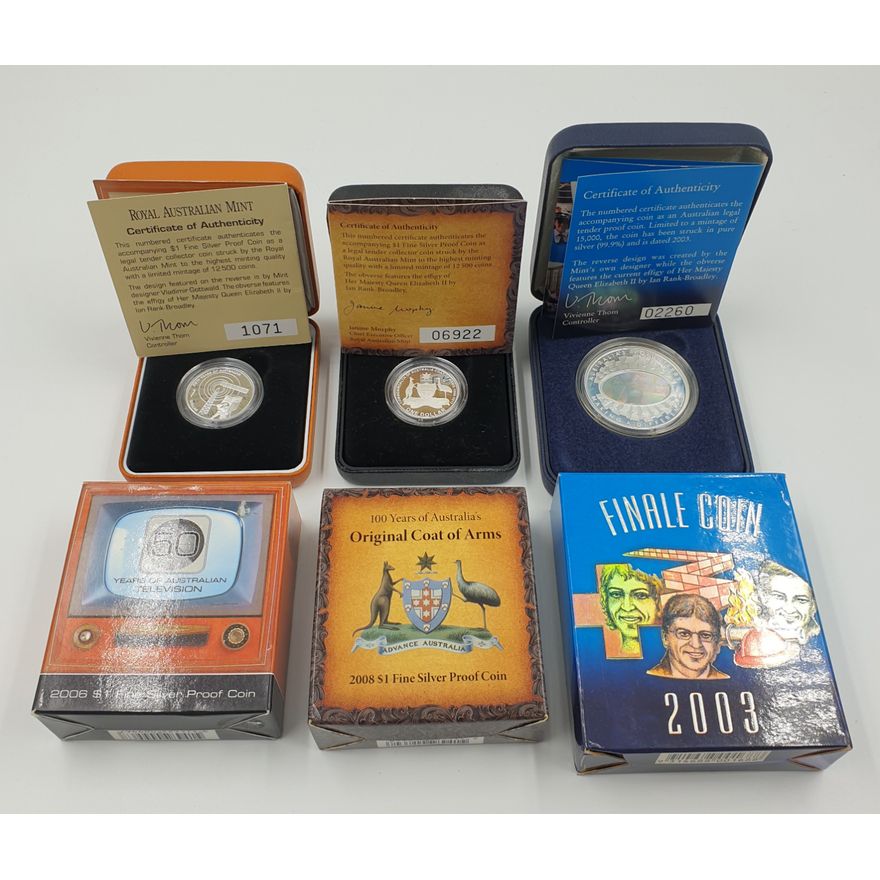 ROYAL AUSTRALIAN MINT
Certificate of Authenticity
This numbered certificate authenticates the
accompanying $1 Fine Silver Proof Coin as a
legal tender collector coin struck by the Royal
Australian Mint to the highest minting quality
with a limited mintage of 12500 coins.
The design featured on the reverse is by Mint
designer Vladimir Gottwald. The obverse features
the effigy of Her Majesty Queen Elizabeth II by
Ian Rank-Broadley.
Vivienne Thom
Controller
1071
Certificate of Authenticity
This numbered certificate authenticates the
accompanying $1 Fine Silver Proof Coin as
a legal tender collector coin struck by the
Royal Australian Mint to the highest minting
quality with a limited mintage of 12 500 coins.
The obverse features the effigy of
Her Majesty Queen Elizabeth II by
Ian Rank-Broadley.
Janine Murphy
Janine Murphy
Chief Executive Officer
Royal Australian Mint
06922
Certificate of Authenticity
The numbered certificate authenticates the
accompanying coin as an Australian legal
tender proof coin. Limited to a mintage of
15,000, the coin has been struck in pure
silver (99.9%) and is dated 2003.
The reverse design was created by the
Mint's own designer while the obverse
features the current effigy of Her Majesty
Queen Elizabeth II by Ian Rank-Broadley.
V. Thom
Vivienne Thom
Controller
02260
ONE DOLLAR
50
YEARS OF AUSTRALIAN
TELEVISION
2006 $1 Fine Silver Proof Coin
100 Years of Australia's
Original Coat of Arms
ADVANCE AUSTRALIA
2008 $1 Fine Silver Proof Coin
FINALE COIN
2003